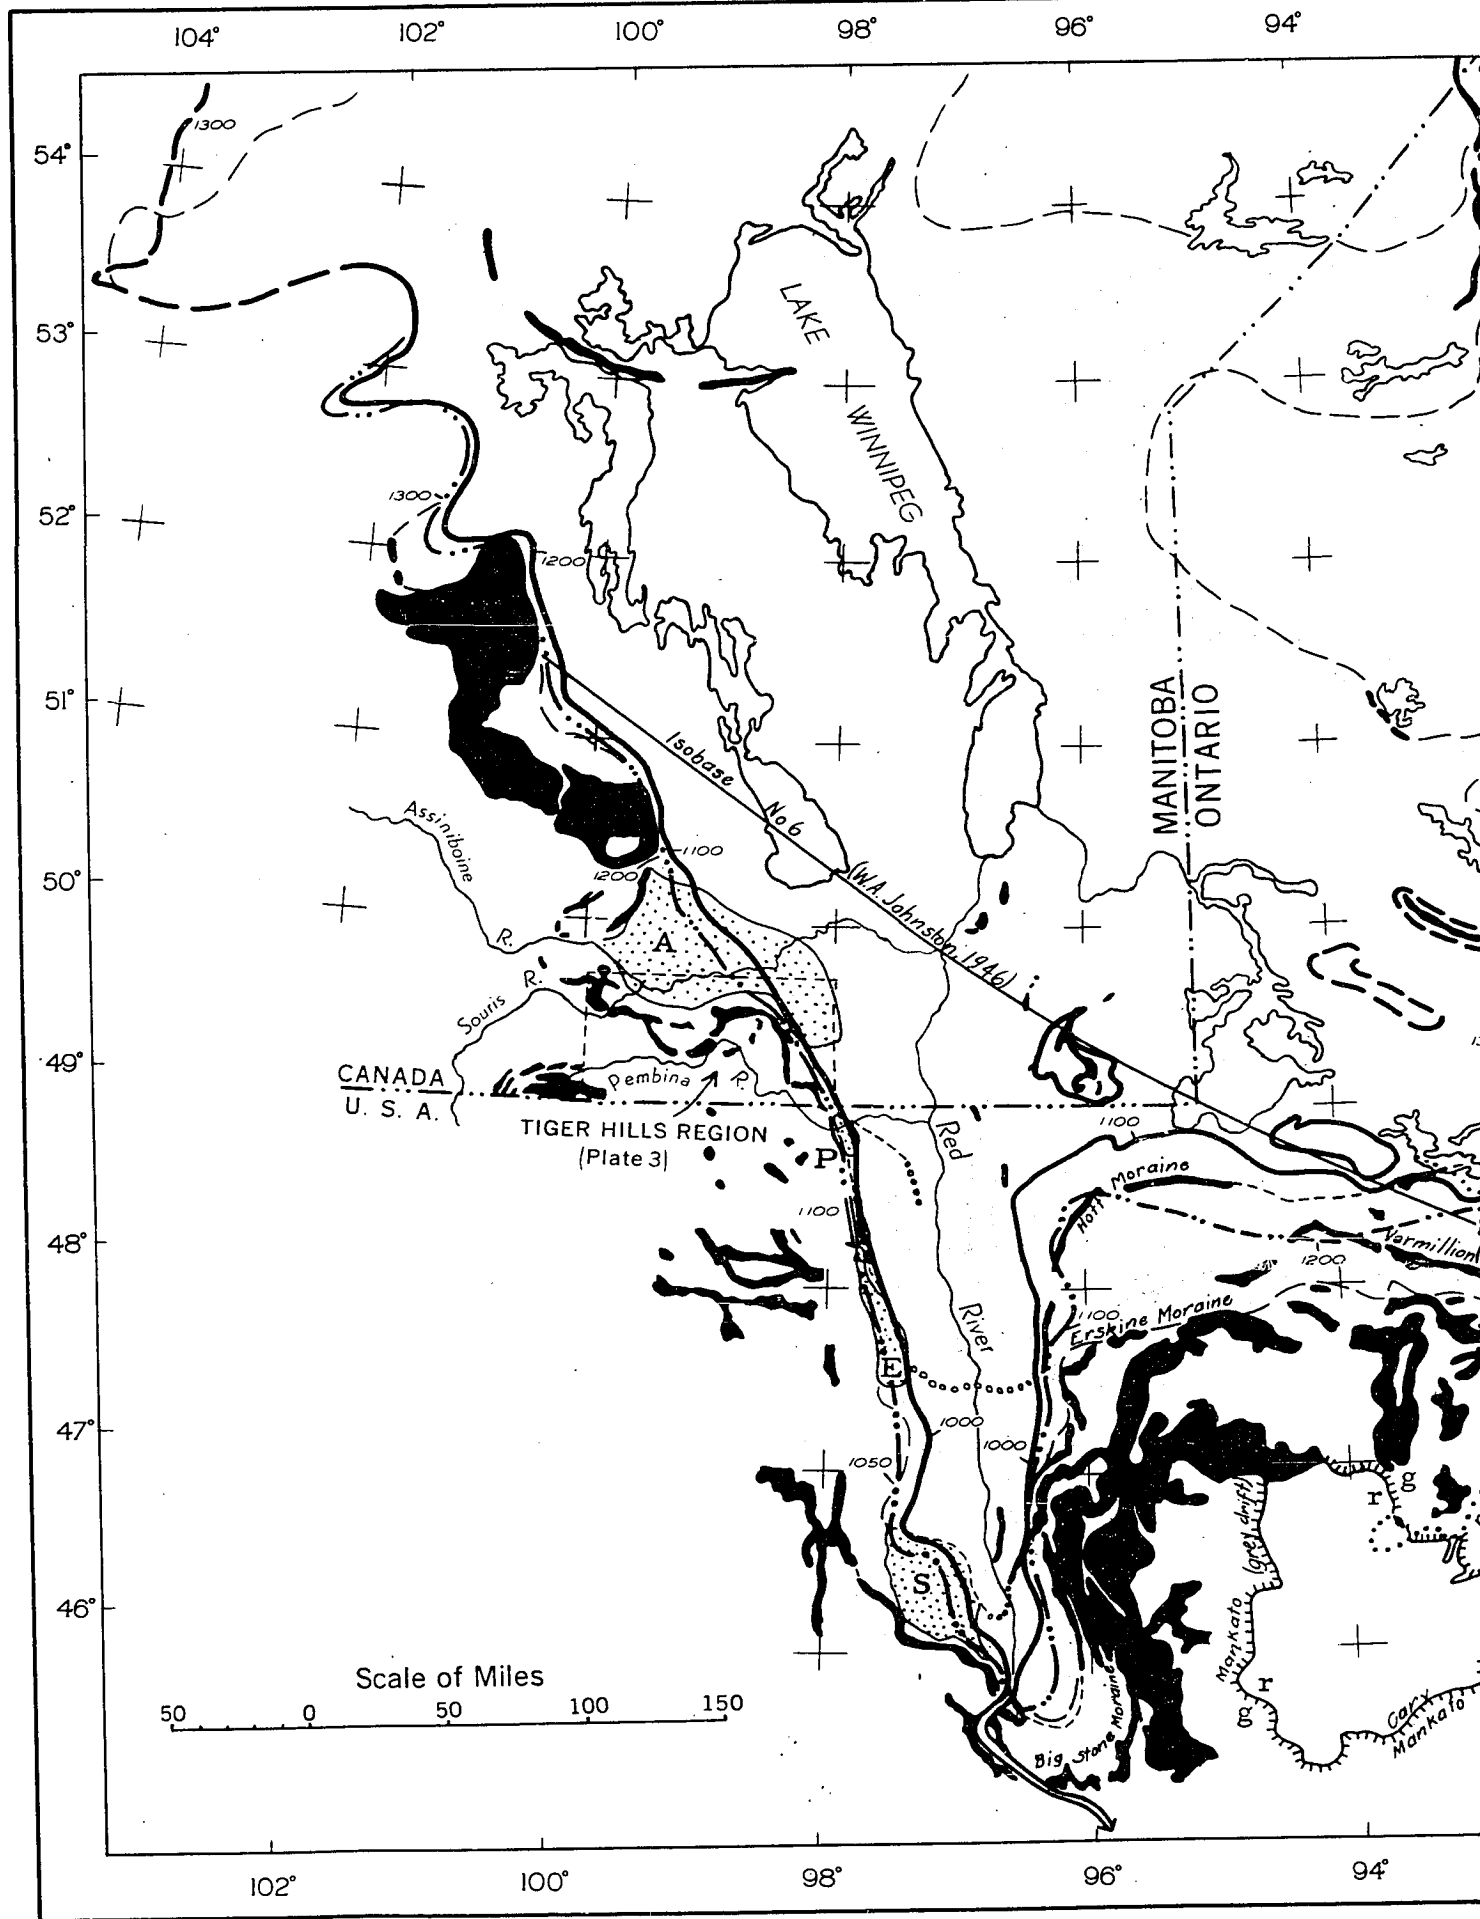 104° 102° 100° 98° 96° 94°
1300
54°
LAKE
53°
WINNIPEG
1300
52°
1200
51°
MANITOBA
ONTARIO
Isobase
No 6
Assiniboine
R.
1100
1200
50°
(W.A. Johnston, 1946)
A
Souris R.
49°
CANADA
U. S. A.
Pembina R.
TIGER HILLS REGION
(Plate 3)
P
Red
1100
Holt Moraine
1100
48°
Varmillion
1200
1100
Erskine Moraine
River
E
47°
1000
1000
1050
g
r
(grey drift)
Mankato
S
46°
r
g
Cary
Mankato
Scale of Miles
50 0 50 100 150
Big Stone Moraine
102° 100° 98° 96° 94°